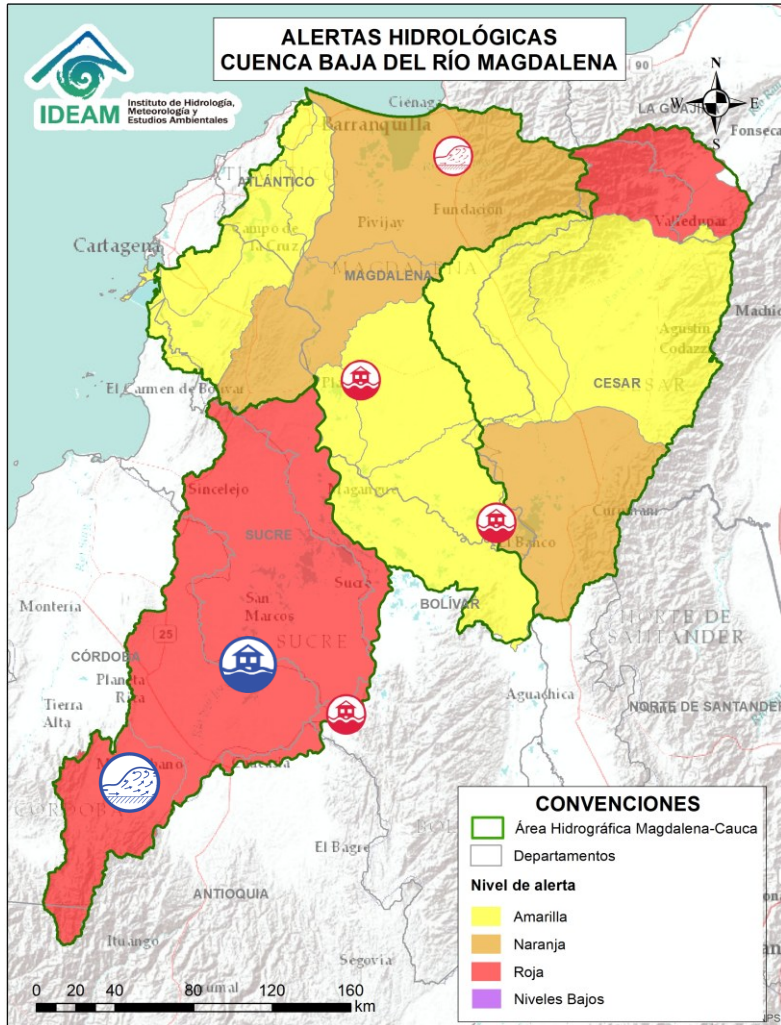 ALERTAS HIDROLÓGICAS
CUENCA BAJA DEL RÍO MAGDALENA
IDEAM
Instituto de Hidrología,
Meteorología y
Estudios Ambientales
90
N
W
E
S
Ciénaga
LA GUAJIRA
Barranquilla
Fonseca
ATLÁNTICO
Pivijay
Fundación
Valledupar
Campo de
la Cruz
Cartagena
MAGDALENA
MAGDALENA
Agustín
Codazzi
CESAR
El Carmen de Bolívar
Sincelejo
Magangué
Curumaní
El Banco
SUCRE
Sucre
San
Marcos
BOLÍVAR
SUCRE
NORTE DE
SANTANDER
Montería
25
CÓRDOBA
Planeta
Rica
Tierra
Alta
Aguachica
NORTE DE SANTANDER
El Bagre
ANTIOQUIA
Ituango
Segovia
0 20 40 80 120 160
km
CONVENCIONES
Área Hidrográfica Magdalena-Cauca
Departamentos
Nivel de alerta
Amarilla
Naranja
Roja
Niveles Bajos